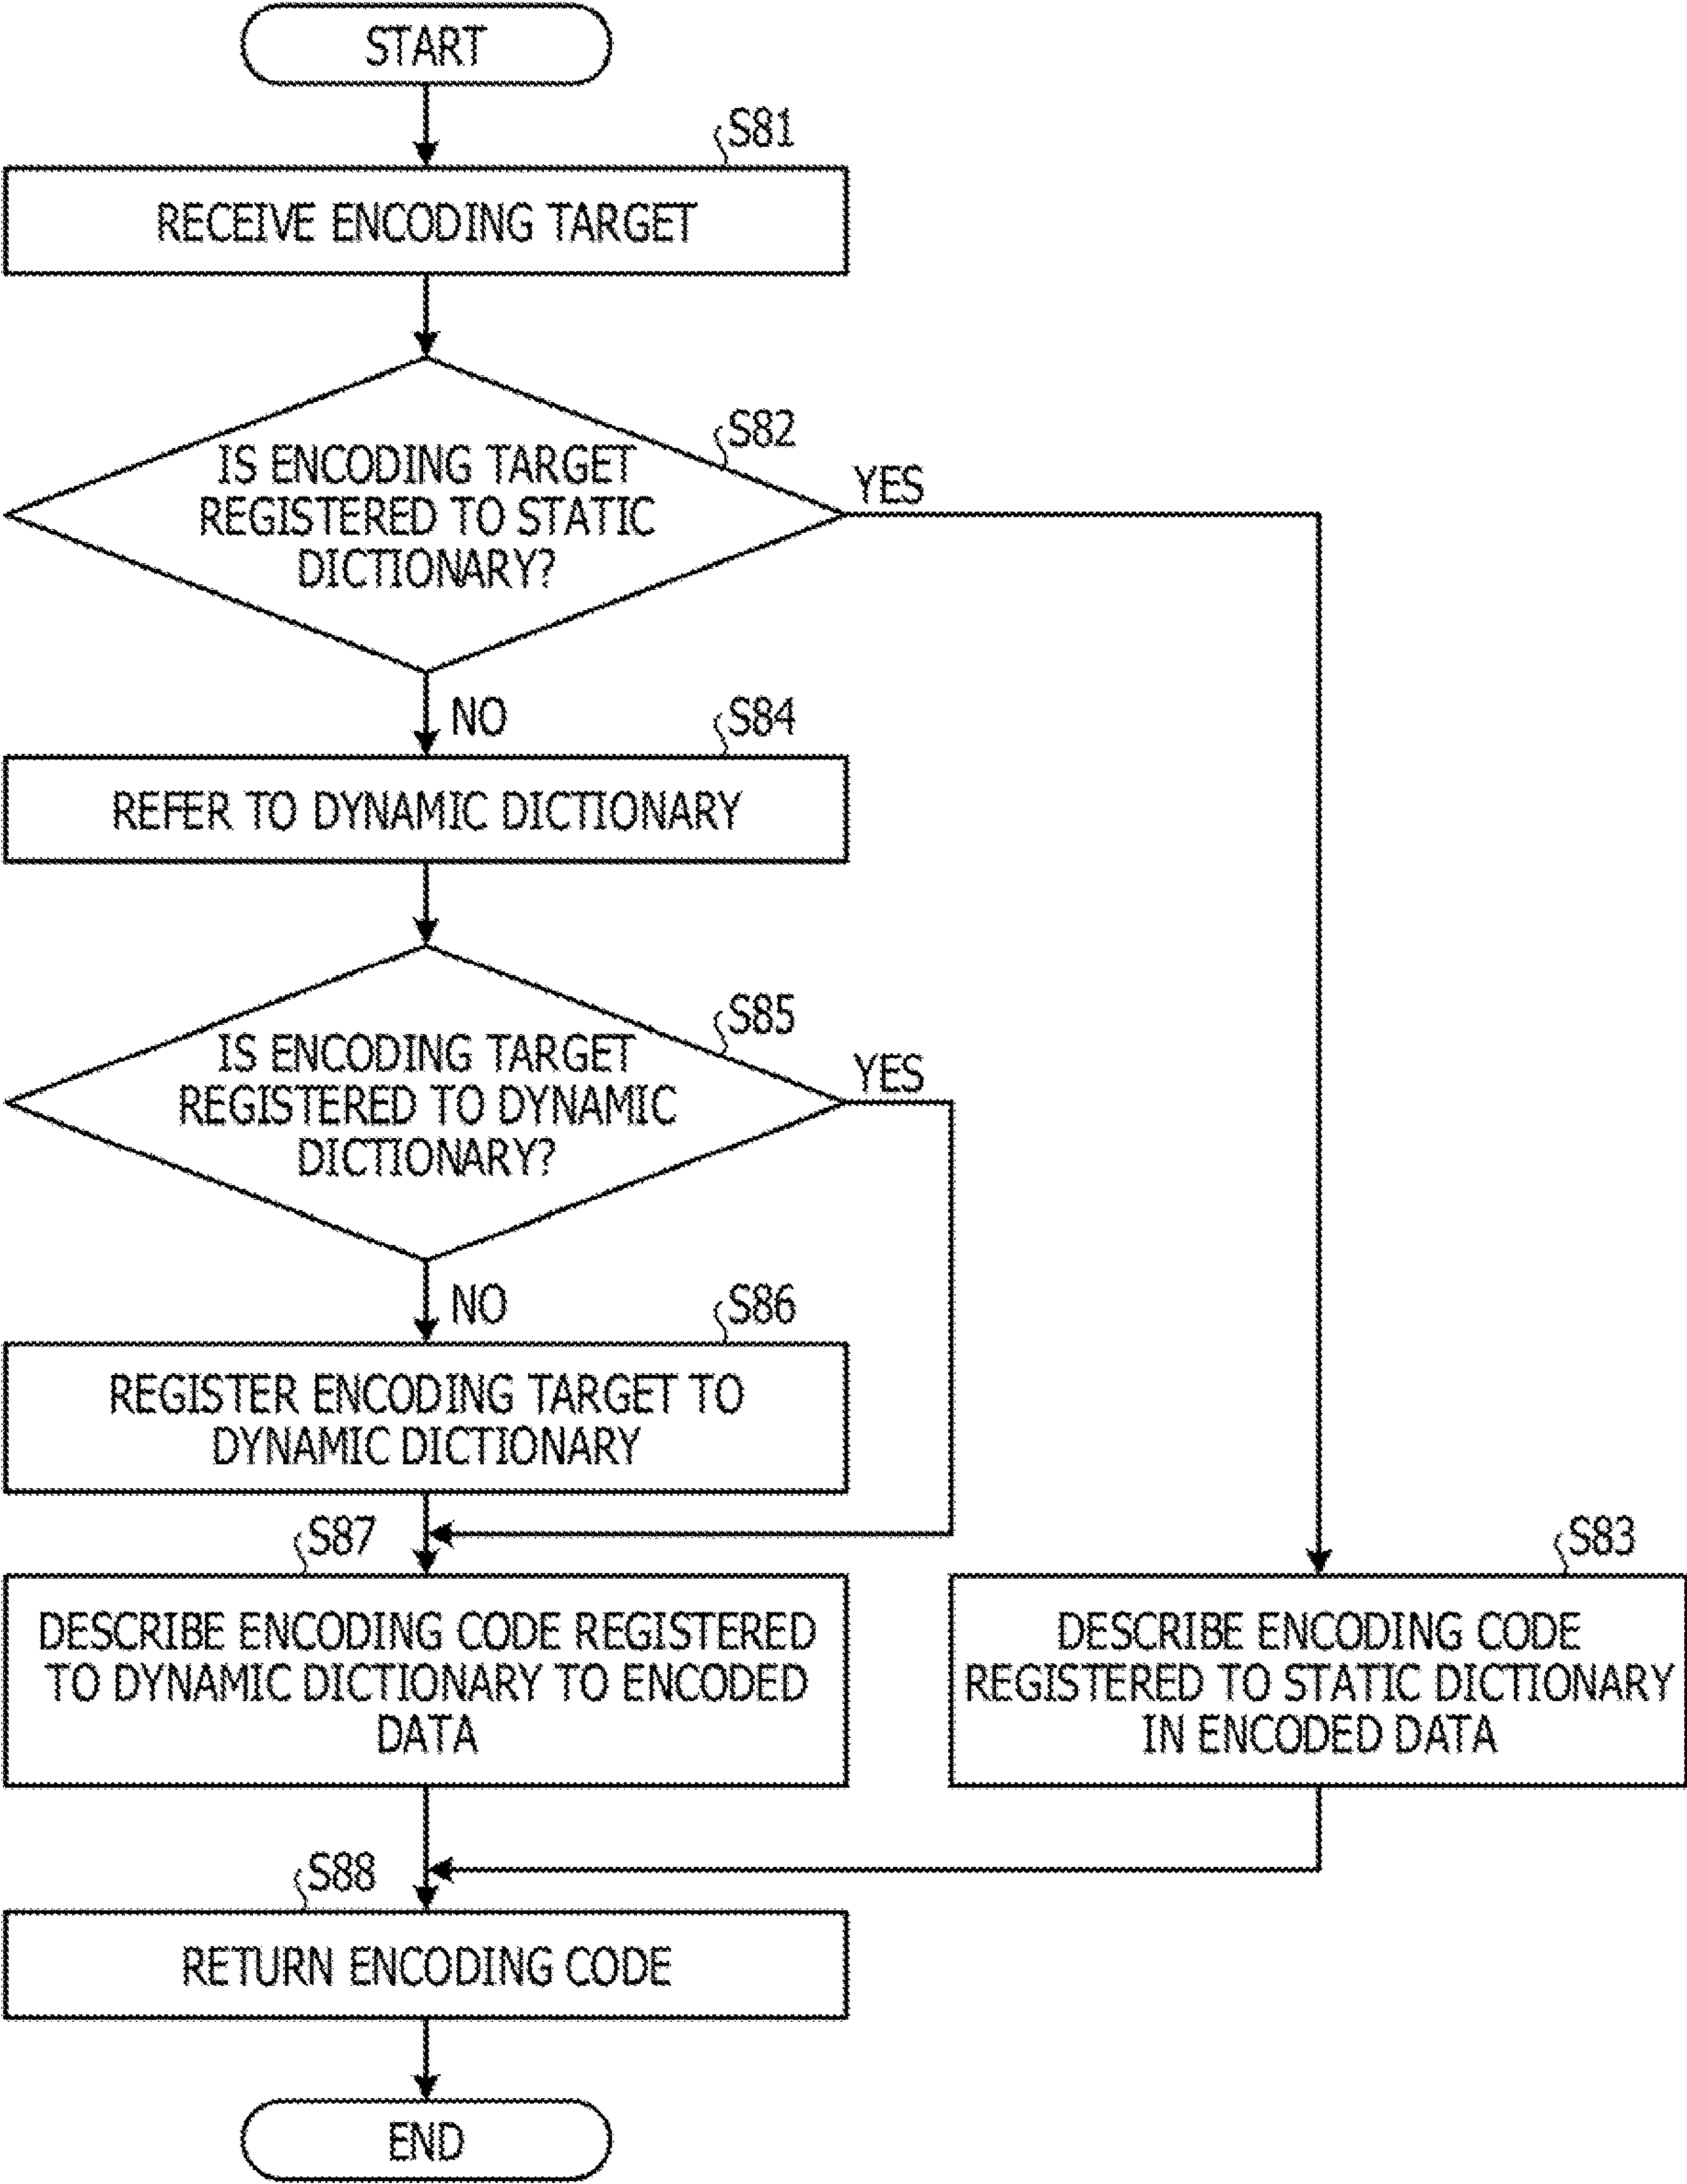 START
S81
RECEIVE ENCODING TARGET
S82
IS ENCODING TARGET
REGISTERED TO STATIC
DICTIONARY?
YES
NO
S84
REFER TO DYNAMIC DICTIONARY
S85
IS ENCODING TARGET
REGISTERED TO DYNAMIC
DICTIONARY?
YES
NO
S86
REGISTER ENCODING TARGET TO
DYNAMIC DICTIONARY
S87
DESCRIBE ENCODING CODE REGISTERED
TO DYNAMIC DICTIONARY TO ENCODED
DATA
S83
DESCRIBE ENCODING CODE
REGISTERED TO STATIC DICTIONARY
IN ENCODED DATA
S88
RETURN ENCODING CODE
END